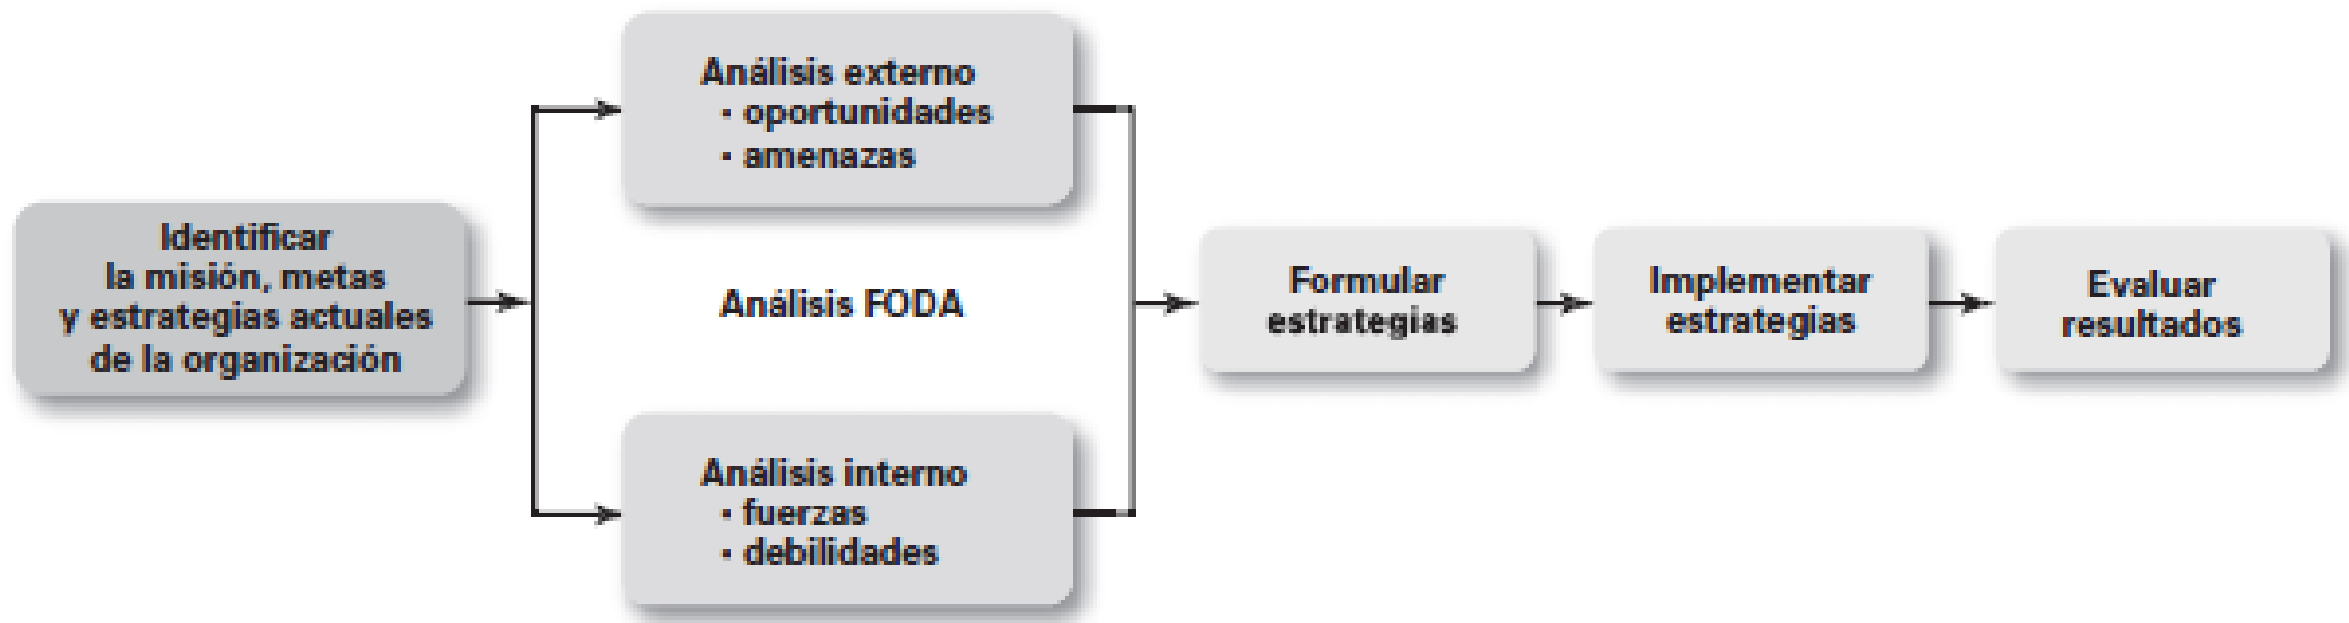 Identificar
la misión, metas
y estrategias actuales
de la organización
Análisis externo
· oportunidades
· amenazas
Análisis FODA
Análisis interno
· fuerzas
· debilidades
Formular
estrategias
Implementar
estrategias
Evaluar
resultados